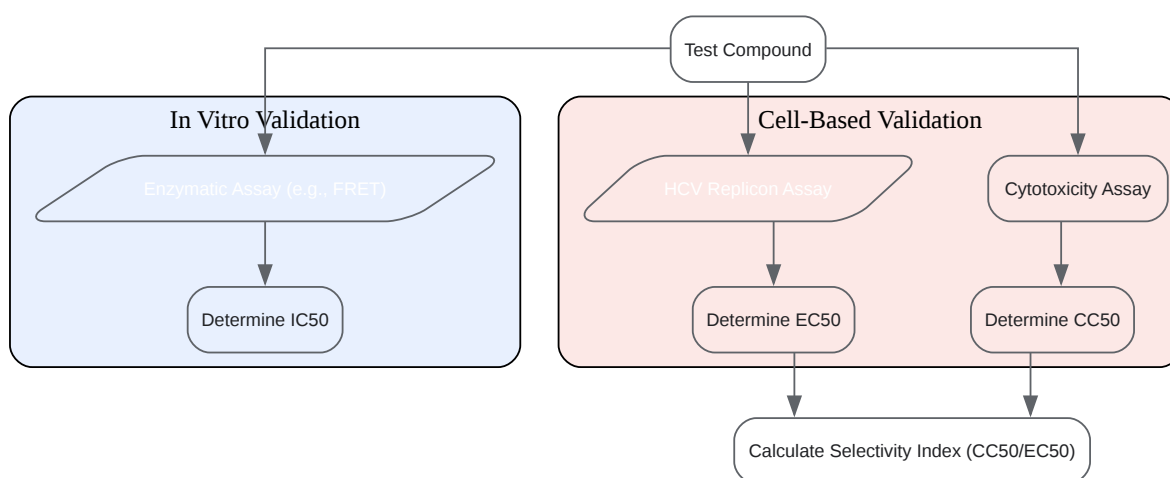 Test Compound
In Vitro Validation
Cell-Based Validation
Enzymatic Assay (e.g., FRET)
HCV Replicon Assay
Cytotoxicity Assay
Determine IC50
Determine EC50
Determine CC50
Calculate Selectivity Index (CC50/EC50)